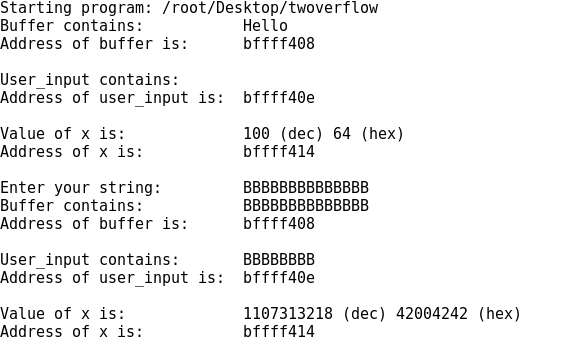 Starting program: /root/Desktop/twoverflow
Buffer contains: Hello
Address of buffer is: bffff408
User_input contains:
Address of user_input is: bffff40e
Value of x is: 100 (dec) 64 (hex)
Address of x is: bffff414
Enter your string: BBBBBBBBBBBBBB
Buffer contains: BBBBBBBBBBBBBB
Address of buffer is: bffff408
User_input contains: BBBBBBBB
Address of user_input is: bffff40e
Value of x is: 1107313218 (dec) 42004242 (hex)
Address of x is: bffff414